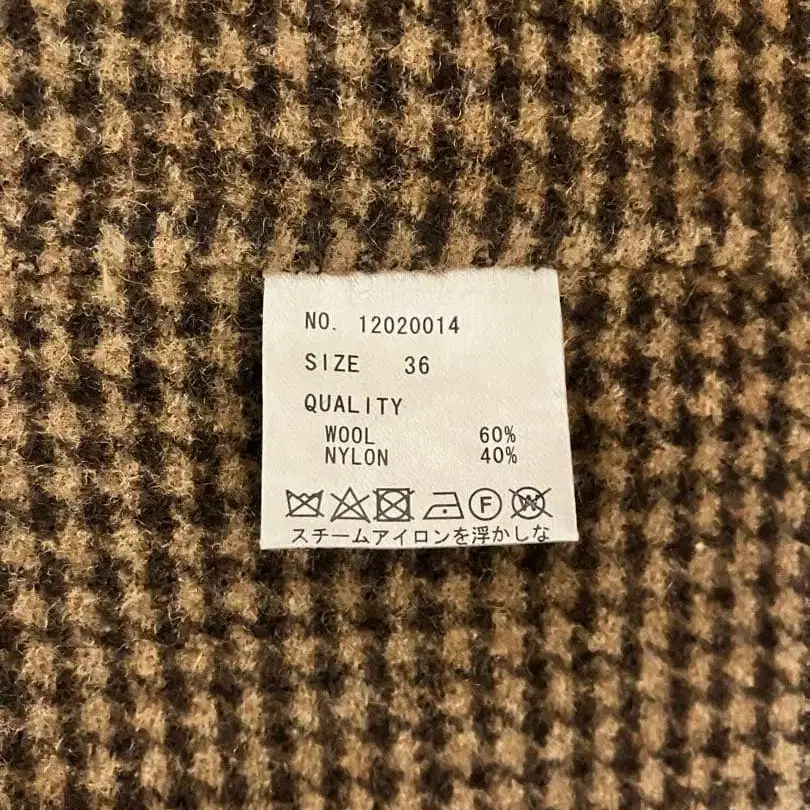 NO. 12020014
SIZE 36
QUALITY
WOOL 60%
NYLON 40%
F W
スチームアイロンを浮かしな